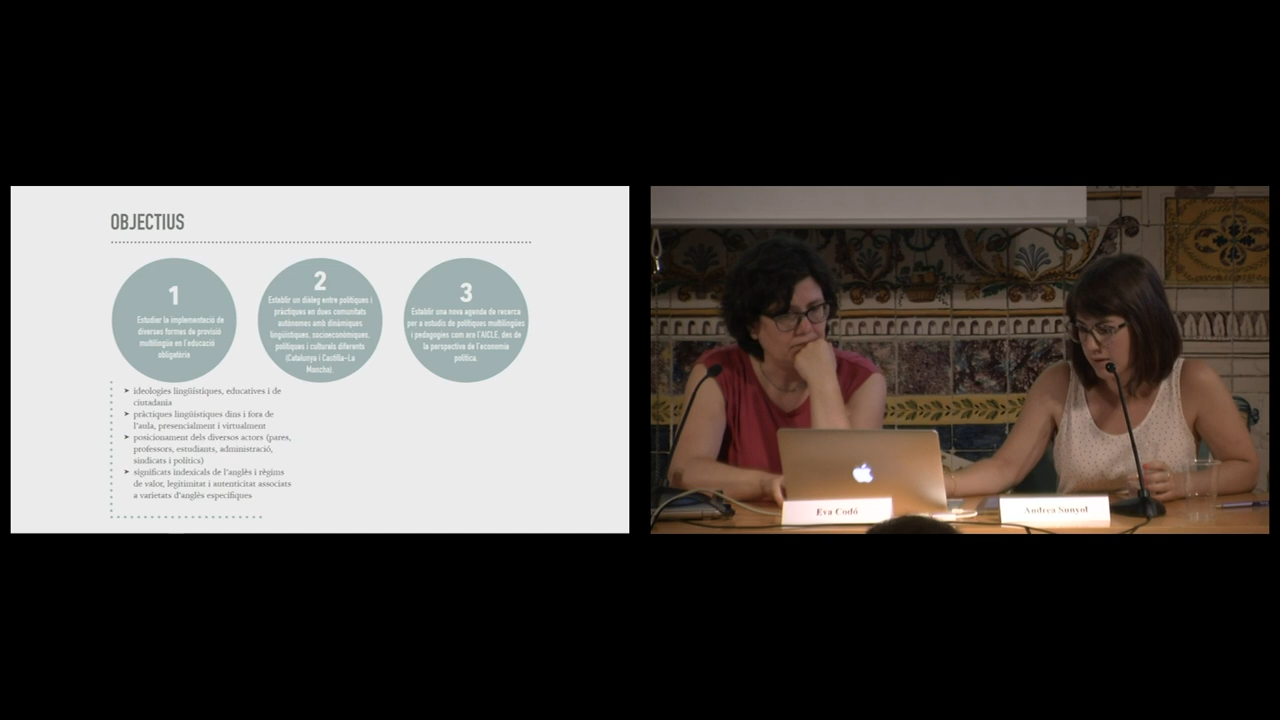 OBJECTIUS
1
Estudiar la implementació de
diverses formes de provisió
multilingüe en l'educació
obligatòria
2
Establir un diàleg entre polítiques i
pràctiques en dues comunitats
autònomes amb dinàmiques
lingüístiques, socioeconòmiques,
polítiques i culturals diferents
(Catalunya i Castilla-La
Mancha).
3
Establir una nova agenda de recerca
per a estudis de polítiques multilingües
i pedagogies com ara l'AICLE, des de
la perspectiva de l'economia
política.
➤ ideologies lingüístiques, educatives i de
ciutadania
➤ pràctiques lingüístiques dins i fora de
l'aula, presencialment i virtualment
➤ posicionament dels diversos actors (pares,
professors, estudiants, administració,
sindicats i polítics)
➤ significats indexicals de l'anglès i règims
de valor, legitimitat i autenticitat associats
a varietats d'anglès específiques
Eva Codó
Andrea Sunyol